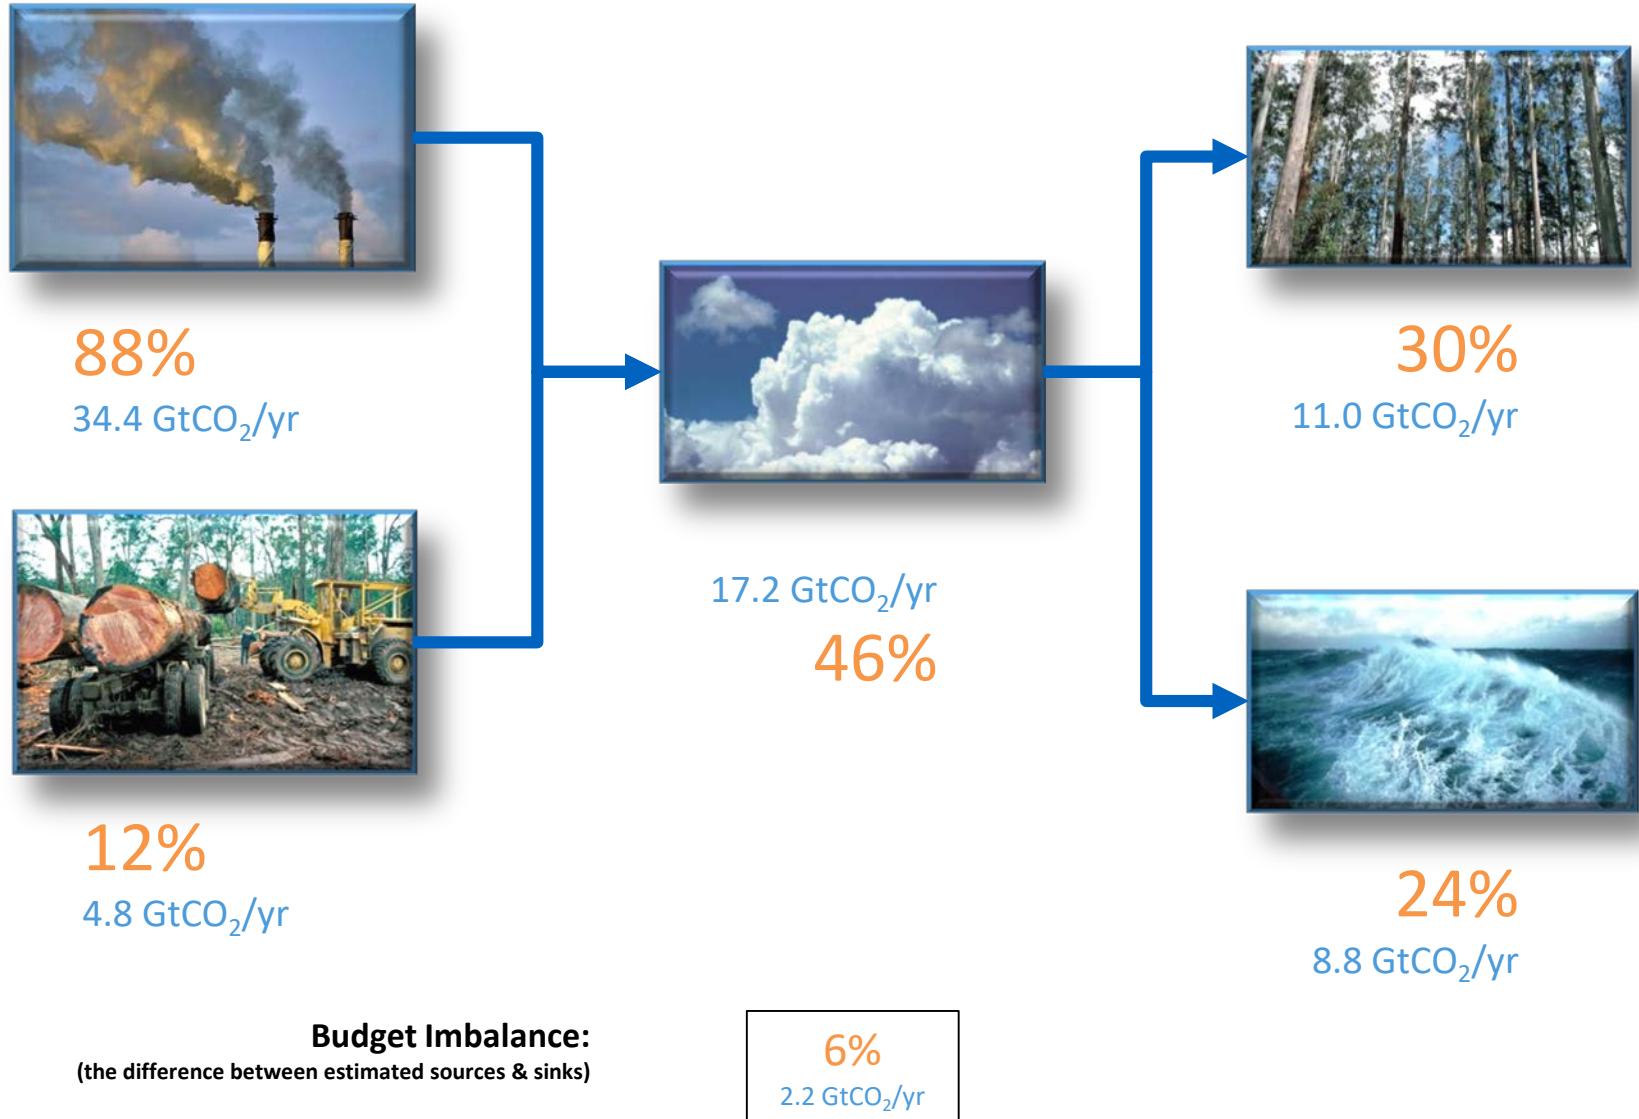 88%
34.4 GtCO₂/yr
12%
4.8 GtCO₂/yr
17.2 GtCO₂/yr
46%
30%
11.0 GtCO₂/yr
24%
8.8 GtCO₂/yr
Budget Imbalance:
(the difference between estimated sources & sinks)
6%
2.2 GtCO₂/yr